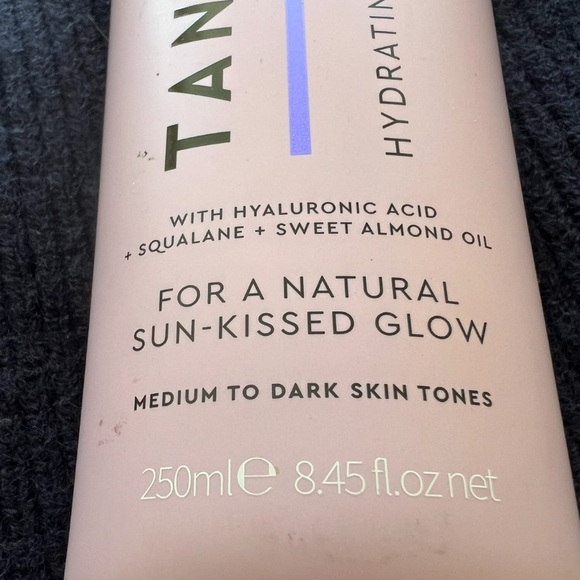 TAN
HYDRATIN
WITH HYALURONIC ACID
+ SQUALANE + SWEET ALMOND OIL
FOR A NATURAL
SUN-KISSED GLOW
MEDIUM TO DARK SKIN TONES
250ml℮ 8.45 fl.oz net